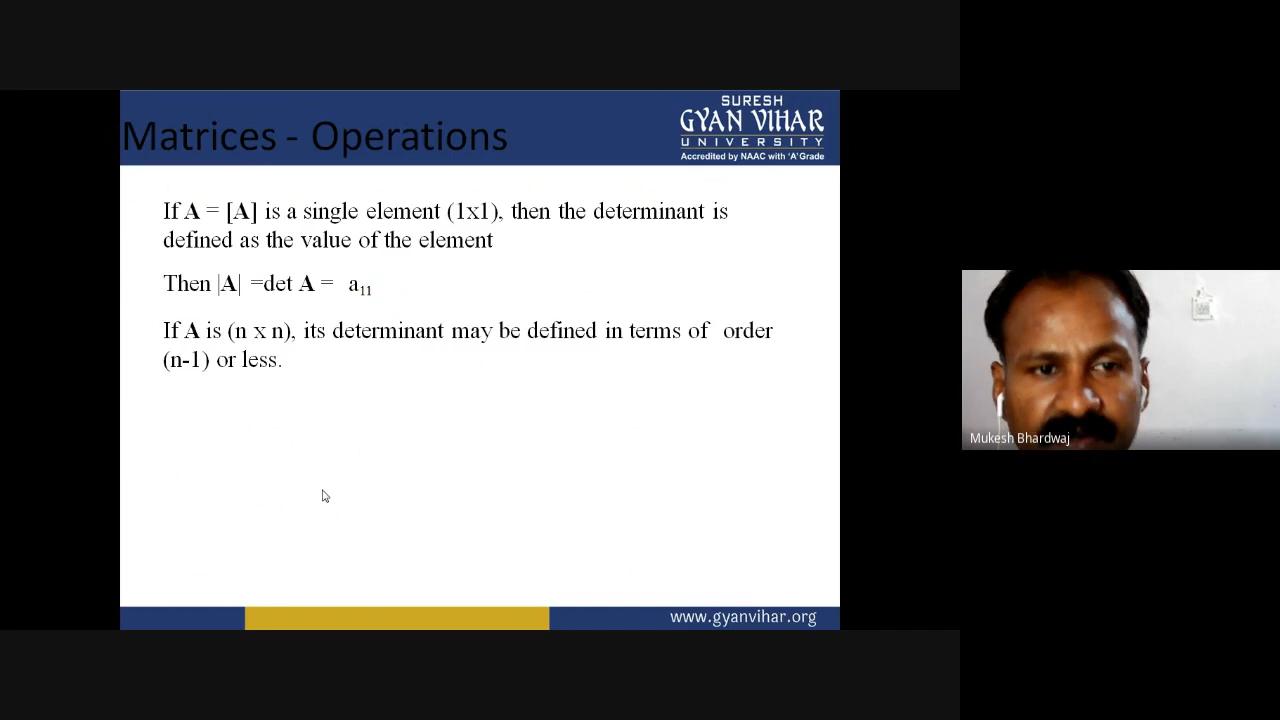 SURESH
GYAN VIHAR
UNIVERSITY
Accredited by NAAC with 'A' Grade
Matrices - Operations
If A = [A] is a single element (1x1), then the determinant is
defined as the value of the element
Then |A| =det A = a₁₁
If A is (n x n), its determinant may be defined in terms of order
(n-1) or less.
Mukesh Bhardwaj
www.gyanvihar.org